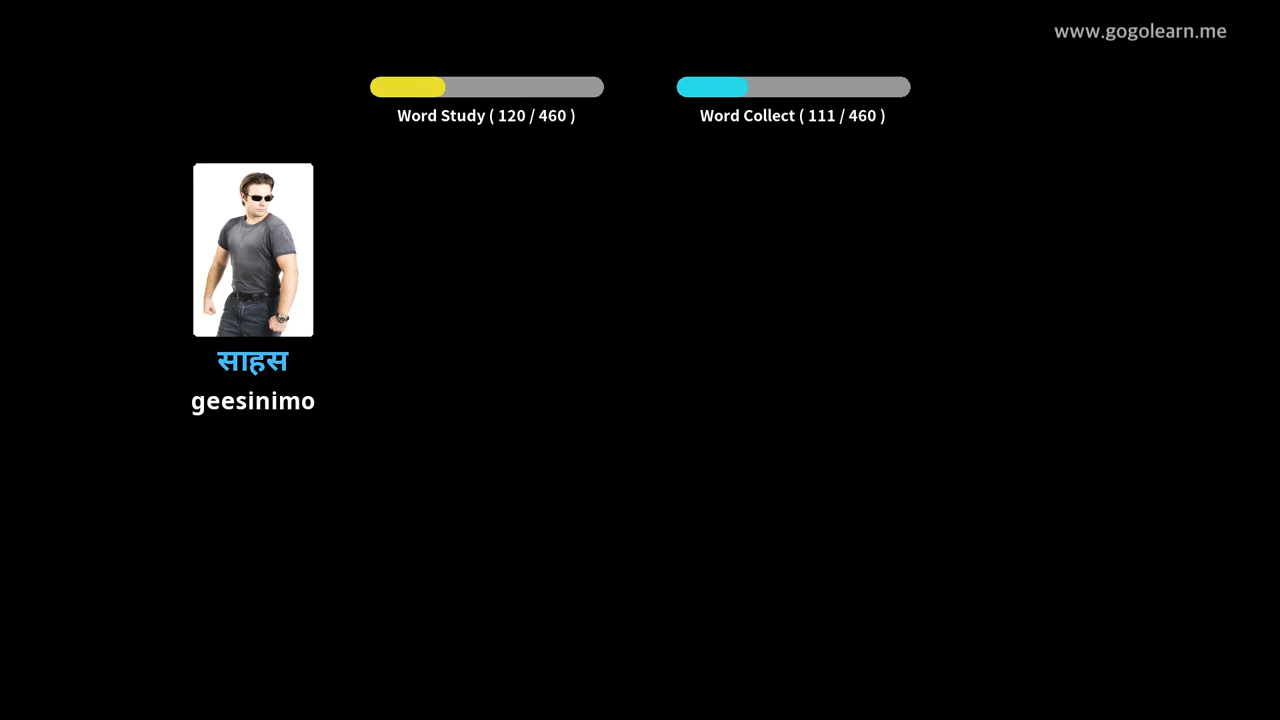 www.gogolearn.me
Word Study ( 120 / 460 )
Word Collect ( 111 / 460 )
साहस
geesinimo